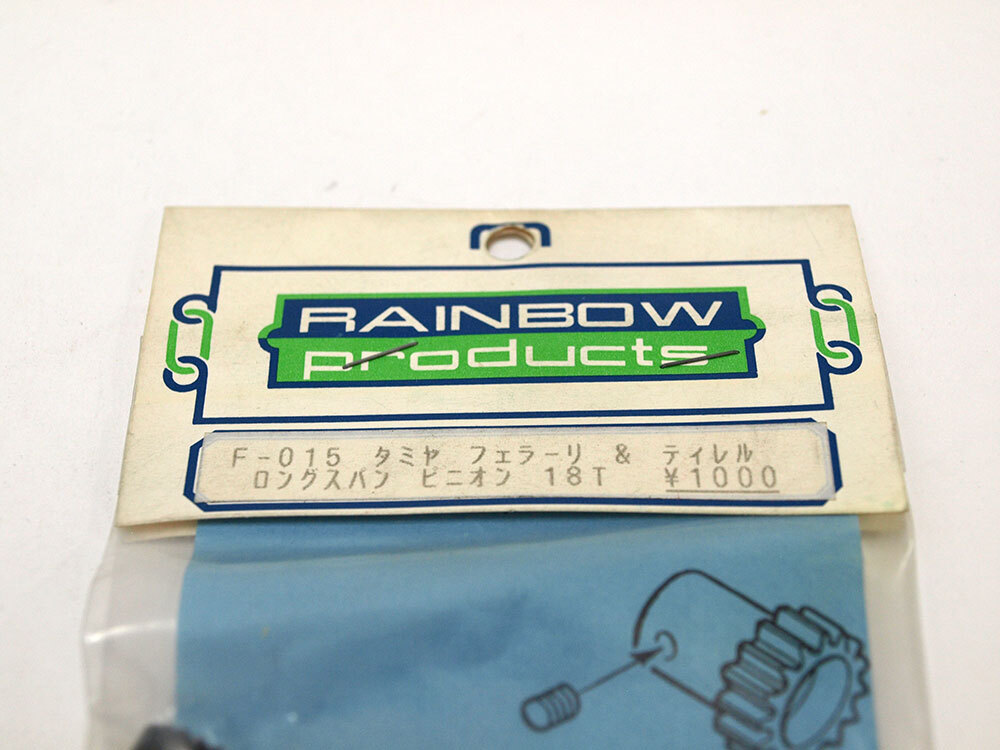 RAINBOW
products
F-015 タミヤ フェラーリ & ティレル
ロングスパン ピニオン 18T ¥1000